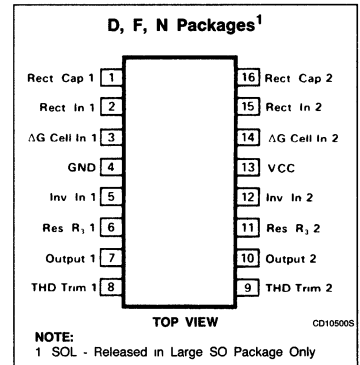 D, F, N Packages1
Rect Cap 1 1 16 Rect Cap 2
Rect In 1 2 15 Rect In 2
ΔG Cell In 1 3 14 ΔG Cell In 2
GND 4 13 VCC
Inv In 1 5 12 Inv In 2
Res R3 1 6 11 Res R3 2
Output 1 7 10 Output 2
THD Trim 1 8 9 THD Trim 2
TOP VIEW
CD10500S
NOTE:
1 SOL - Released in Large SO Package Only